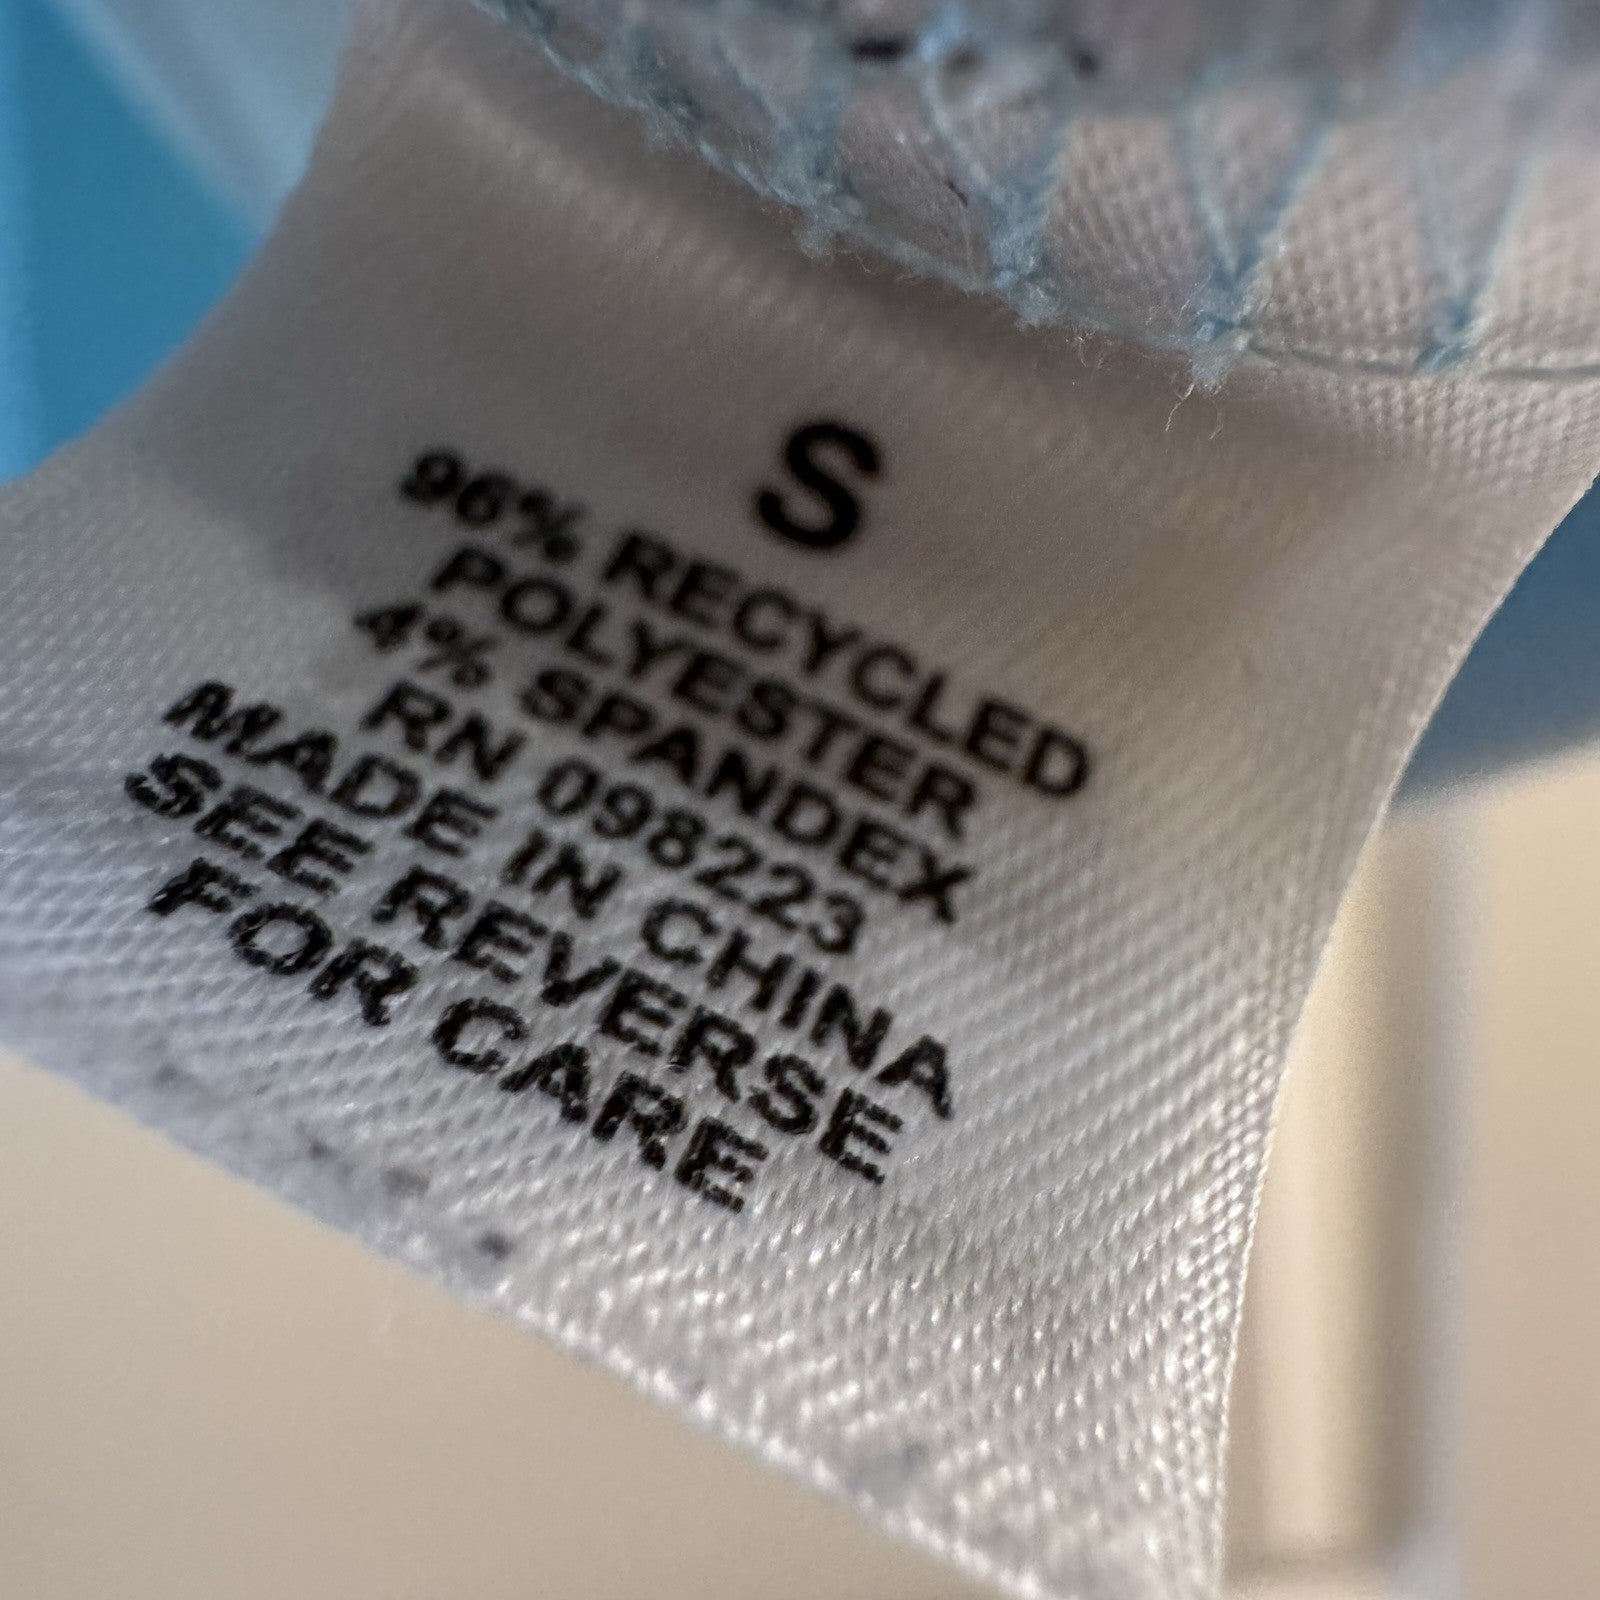 S
96% RECYCLED
POLYESTER
4% SPANDEX
RN 098223
MADE IN CHINA
SEE REVERSE
FOR CARE